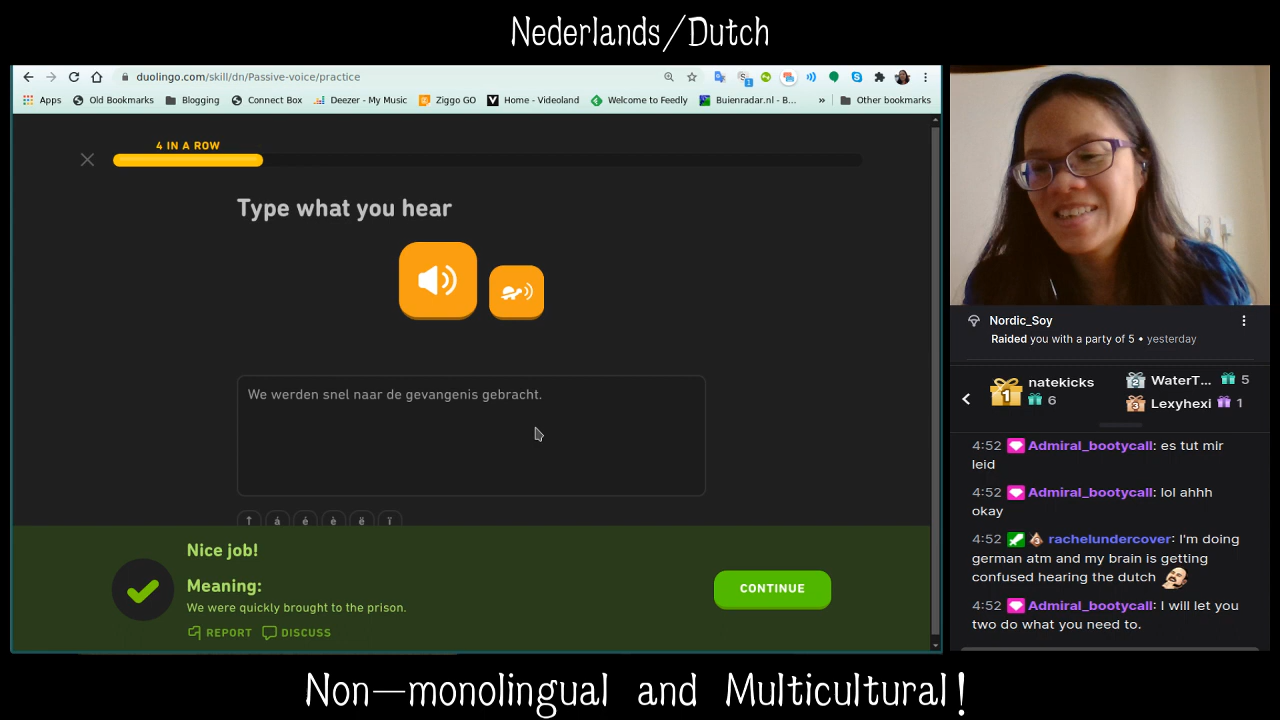 Nederlands/Dutch
duolingo.com/skill/dn/Passive-voice/practice
1
Apps
Old Bookmarks
Blogging
Connect Box
Deezer - My Music
Ziggo GO
Home - Videoland
Welcome to Feedly
Buienradar.nl - B...
»
Other bookmarks
4 IN A ROW
Type what you hear
We werden snel naar de gevangenis gebracht.
↑ á é è ë ï
Nice job!
Meaning:
We were quickly brought to the prison.
REPORT DISCUSS
CONTINUE
Nordic_Soy
Raided you with a party of 5 • yesterday
1 natekicks
6
2 WaterT... 5
3 Lexyhexi 1
4:52 Admiral_bootycall: es tut mir
leid
4:52 Admiral_bootycall: lol ahhh
okay
4:52 rachelundercover: I'm doing
german atm and my brain is getting
confused hearing the dutch
4:52 Admiral_bootycall: I will let you
two do what you need to.
Non-monolingual and Multicultural!